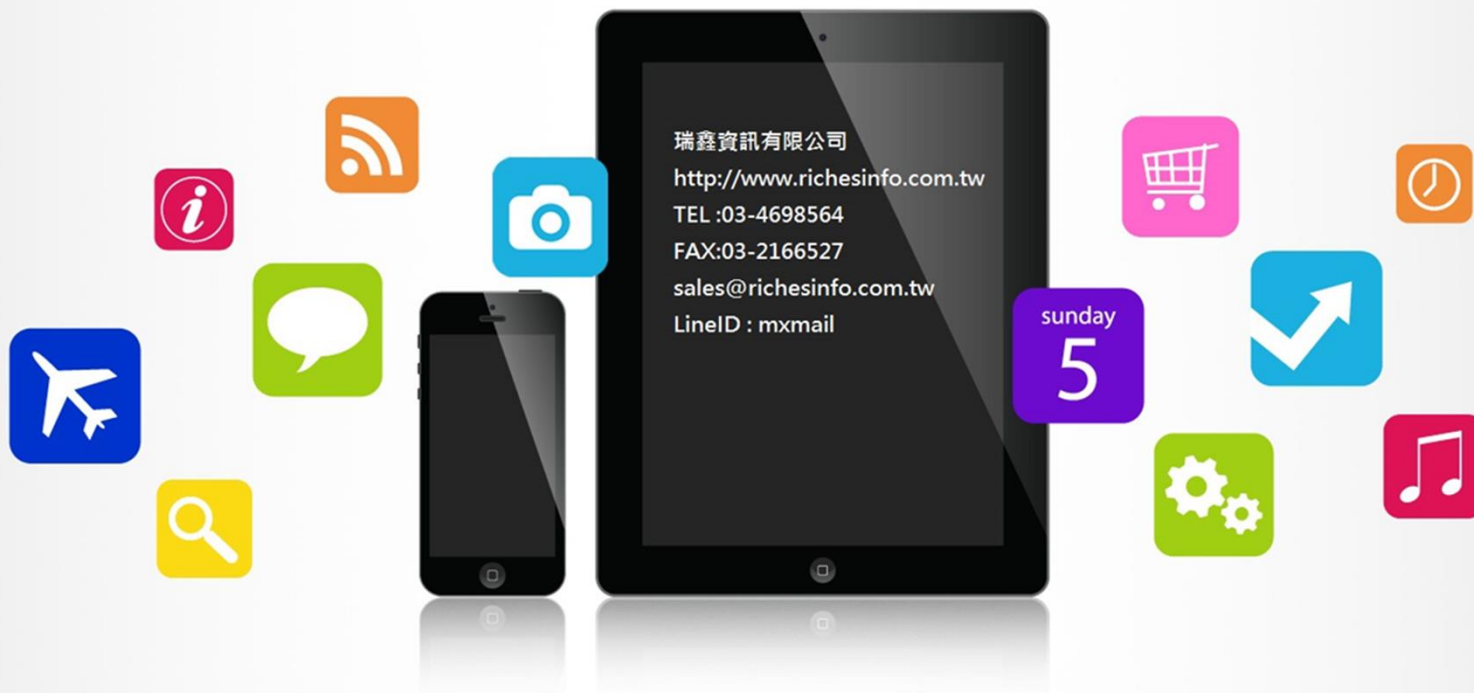 瑞鑫資訊有限公司
http://www.richesinfo.com.tw
TEL :03-4698564
FAX:03-2166527
sales@richesinfo.com.tw
LineID : mxmail
i
sunday
5